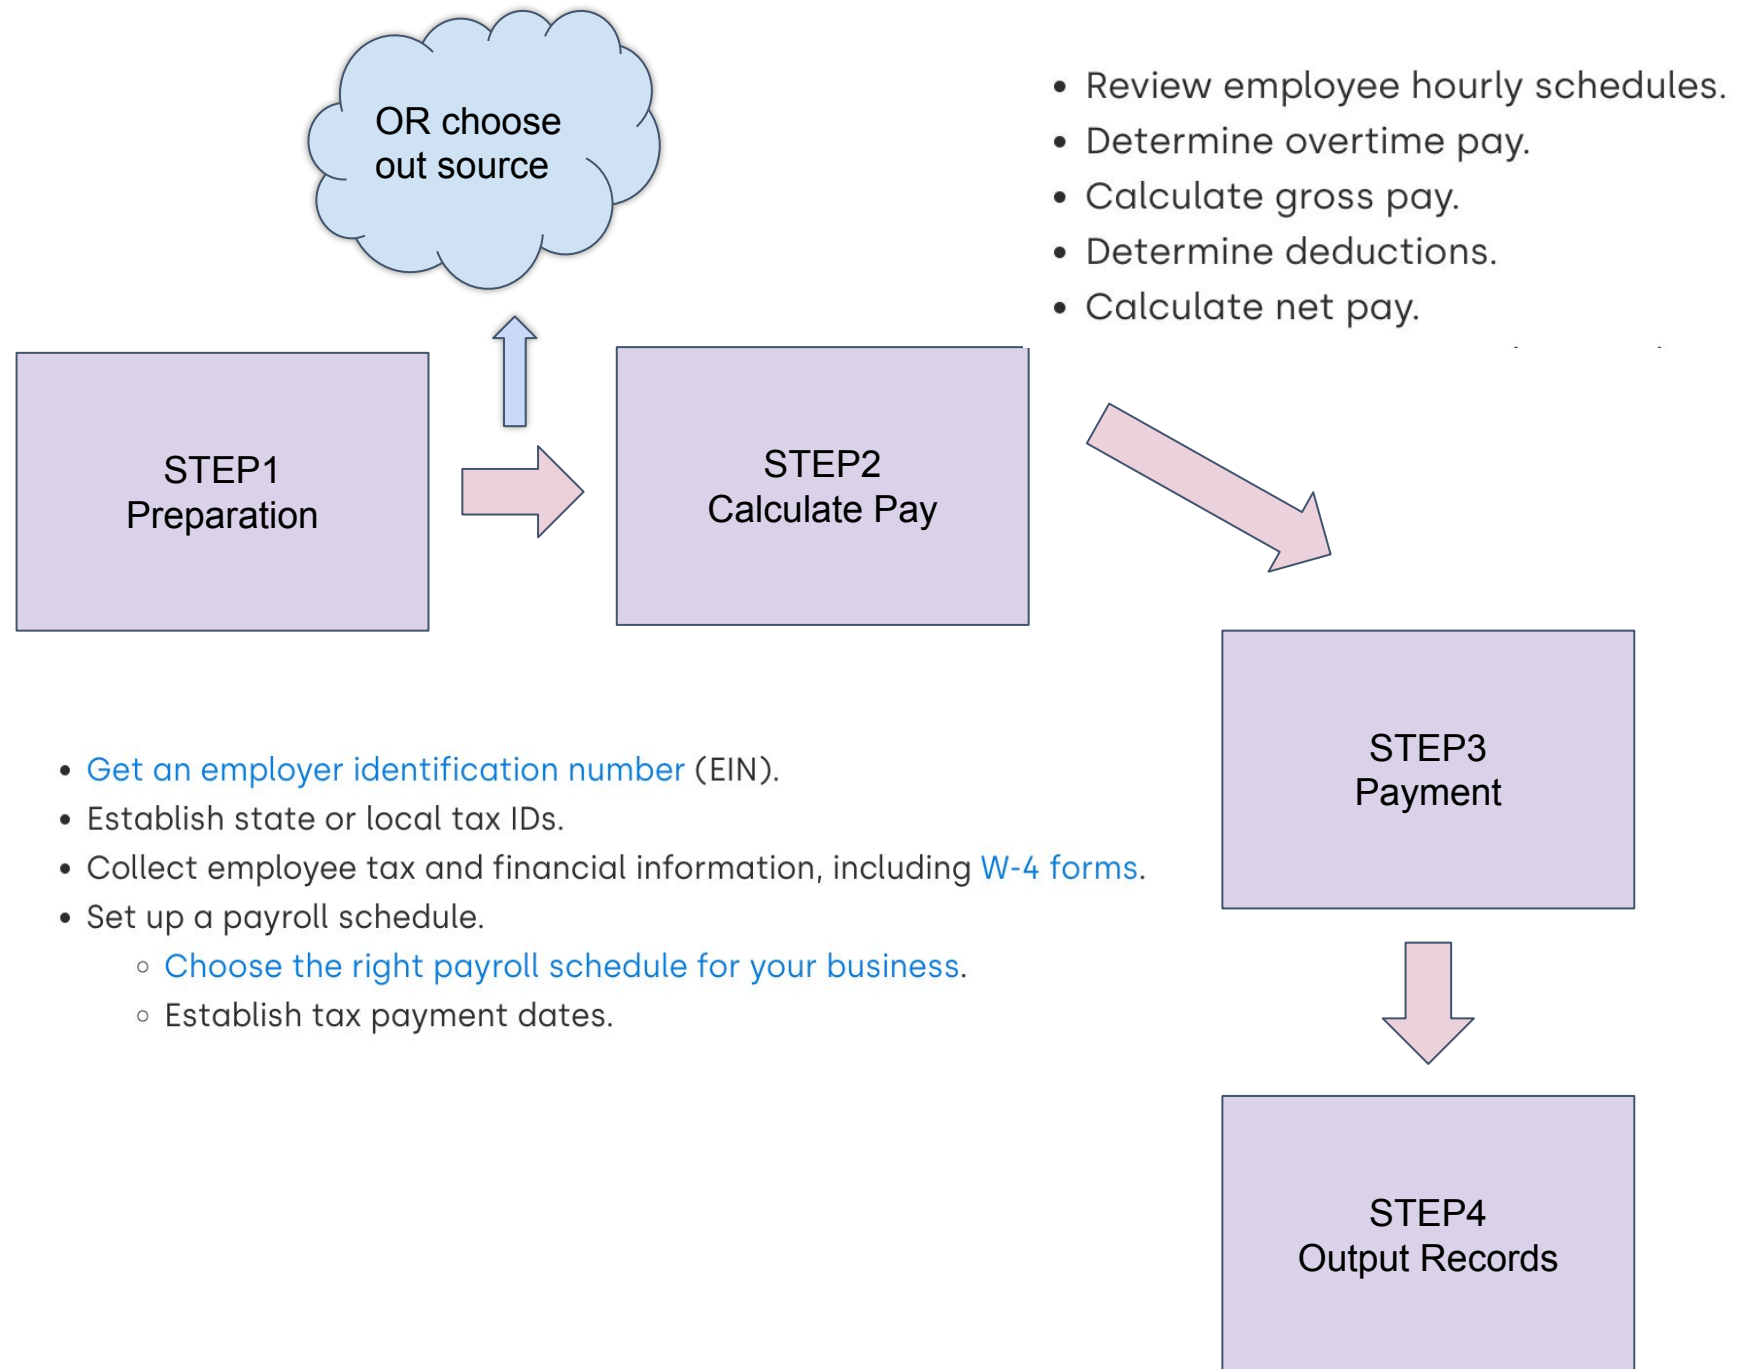 OR choose
out source
• Review employee hourly schedules.
• Determine overtime pay.
• Calculate gross pay.
• Determine deductions.
• Calculate net pay.
STEP1
Preparation
STEP2
Calculate Pay
STEP3
Payment
• Get an employer identification number (EIN).
• Establish state or local tax IDs.
• Collect employee tax and financial information, including W-4 forms.
• Set up a payroll schedule.
◦ Choose the right payroll schedule for your business.
◦ Establish tax payment dates.
STEP4
Output Records